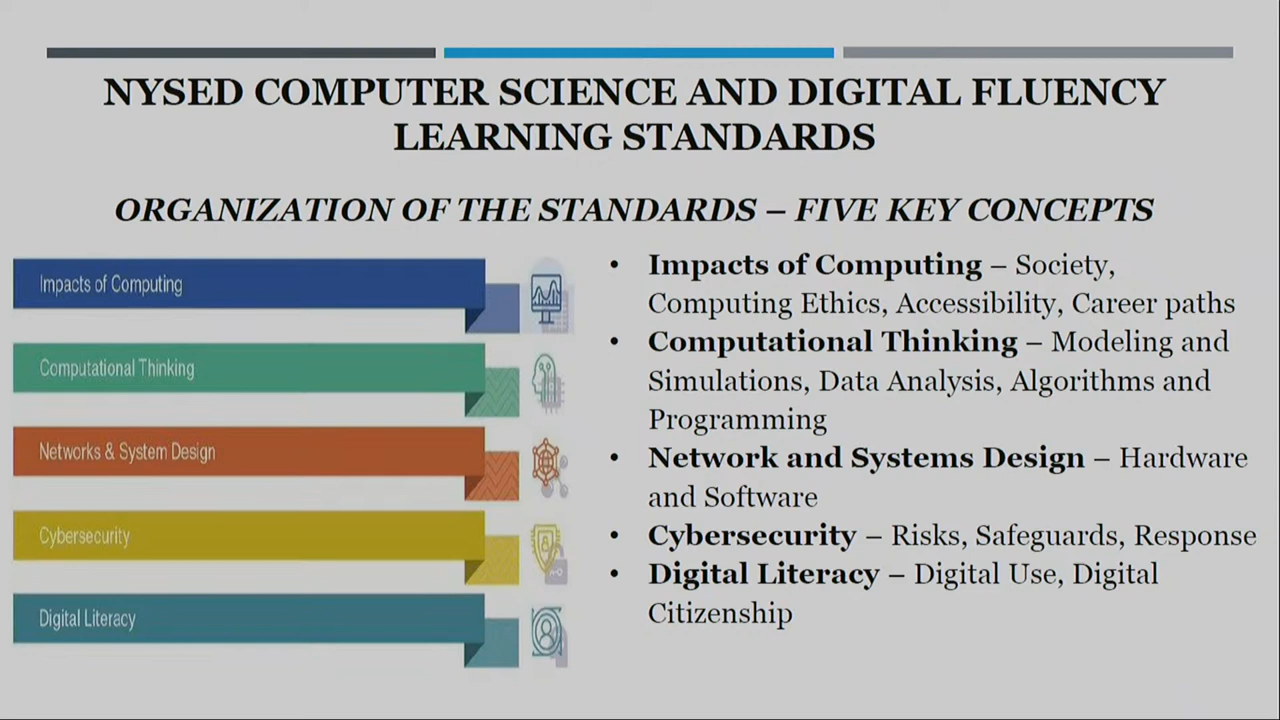 NYSED COMPUTER SCIENCE AND DIGITAL FLUENCY
LEARNING STANDARDS
ORGANIZATION OF THE STANDARDS – FIVE KEY CONCEPTS
Impacts of Computing
Computational Thinking
Networks & System Design
Cybersecurity
Digital Literacy
• Impacts of Computing – Society,
Computing Ethics, Accessibility, Career paths
• Computational Thinking – Modeling and
Simulations, Data Analysis, Algorithms and
Programming
• Network and Systems Design – Hardware
and Software
• Cybersecurity – Risks, Safeguards, Response
• Digital Literacy – Digital Use, Digital
Citizenship